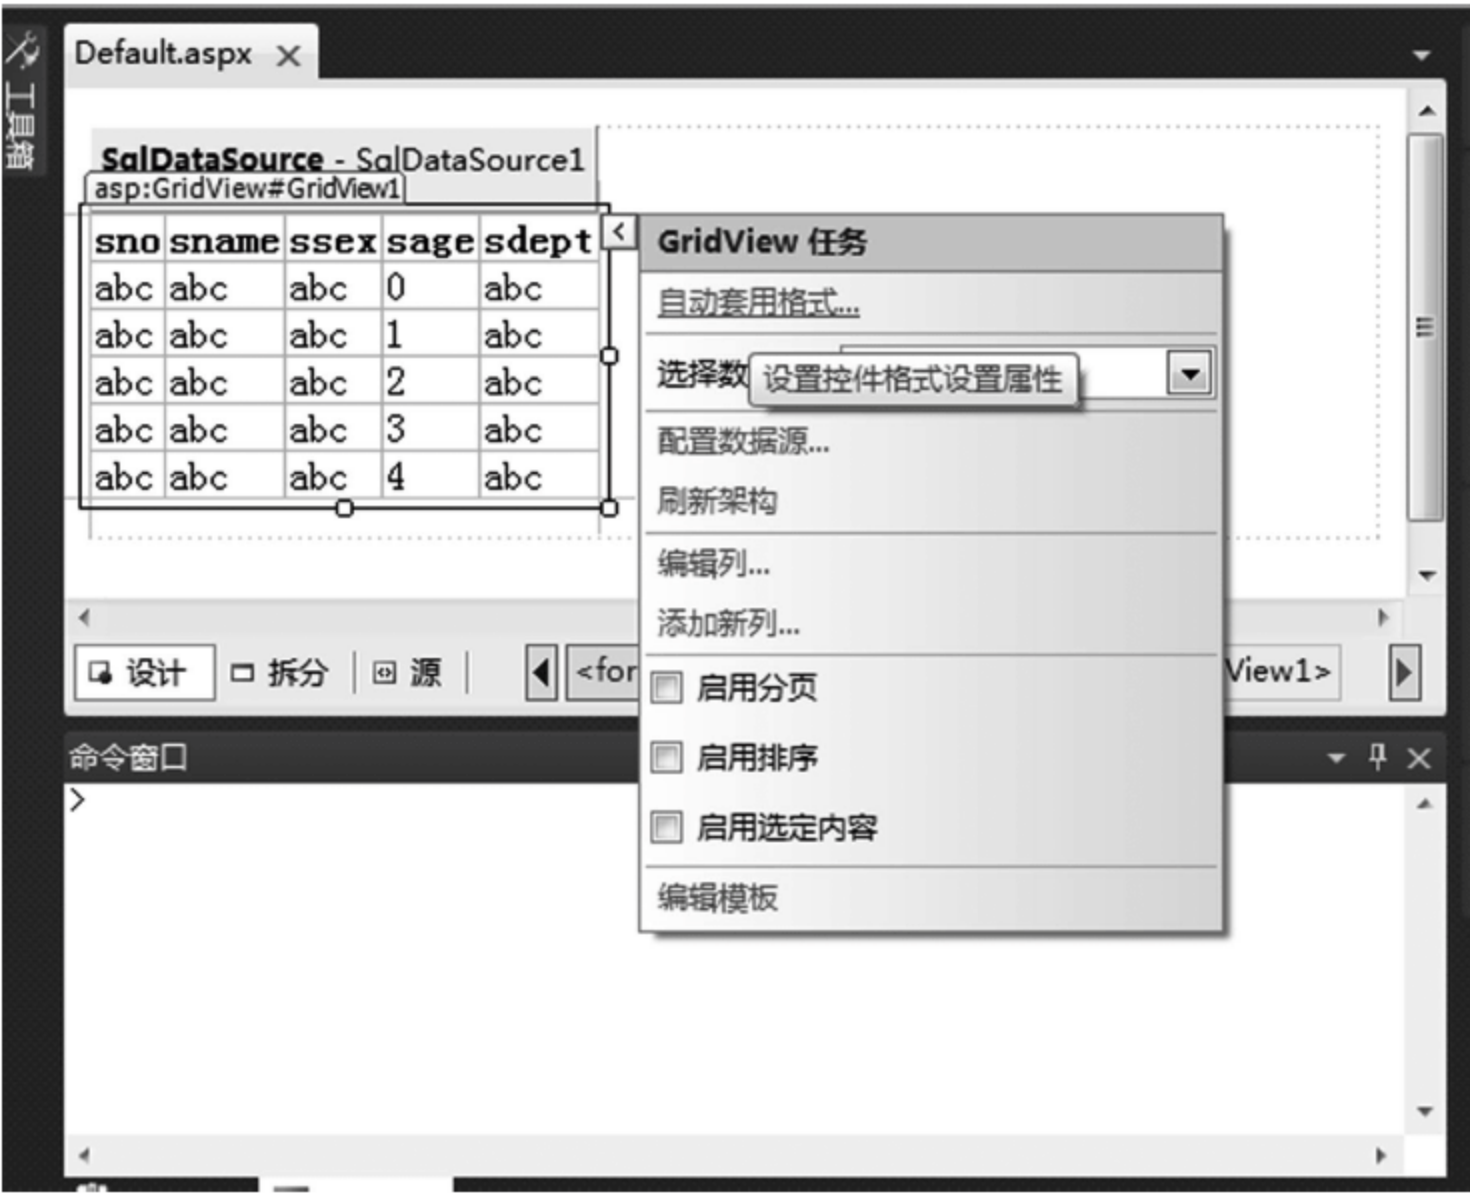 Default.aspx
工具箱
SqlDataSource - SqlDataSource1
asp:GridView#GridView1
sno sname ssex sage sdept
abc abc abc 0 abc
abc abc abc 1 abc
abc abc abc 2 abc
abc abc abc 3 abc
abc abc abc 4 abc
GridView 任务
自动套用格式...
选择数
设置控件格式设置属性
配置数据源...
刷新架构
编辑列...
添加新列...
启用分页
启用排序
启用选定内容
编辑模板
设计 拆分 源 <for View1>
命令窗口
>